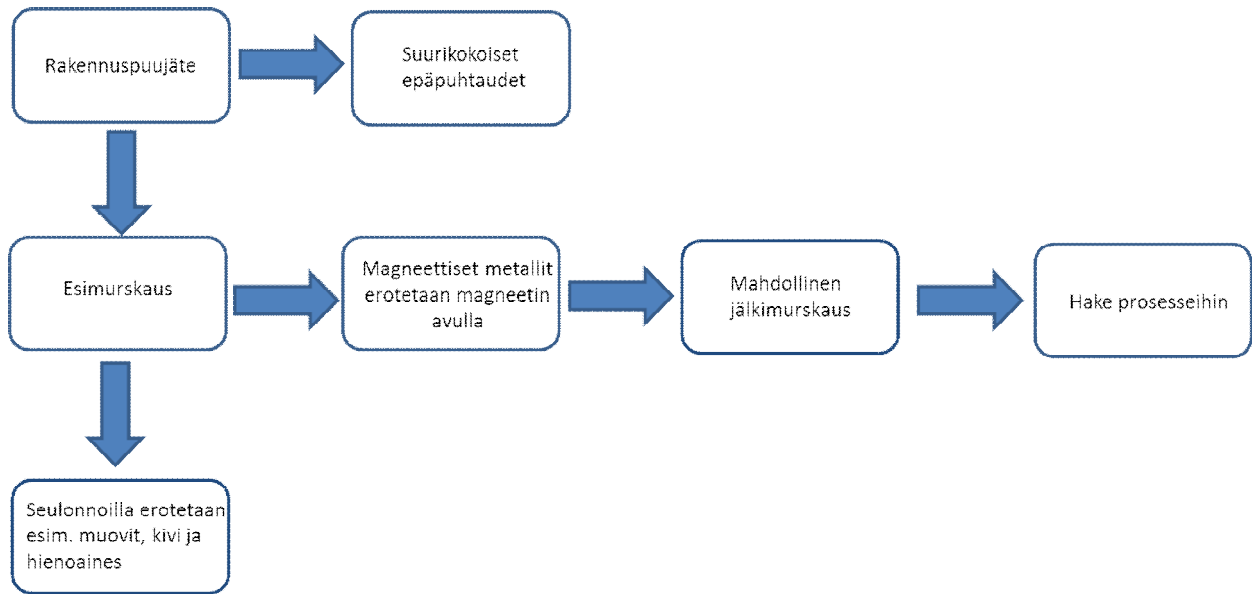 Rakennuspuujäte
Suurikokoiset
epäpuhtaudet
Esimurskaus
Magneettiset metallit
erotetaan magneetin
avulla
Mahdollinen
jälkimurskaus
Hake prosesseihin
Seulonnoilla erotetaan
esim. muovit, kivi ja
hienoaines